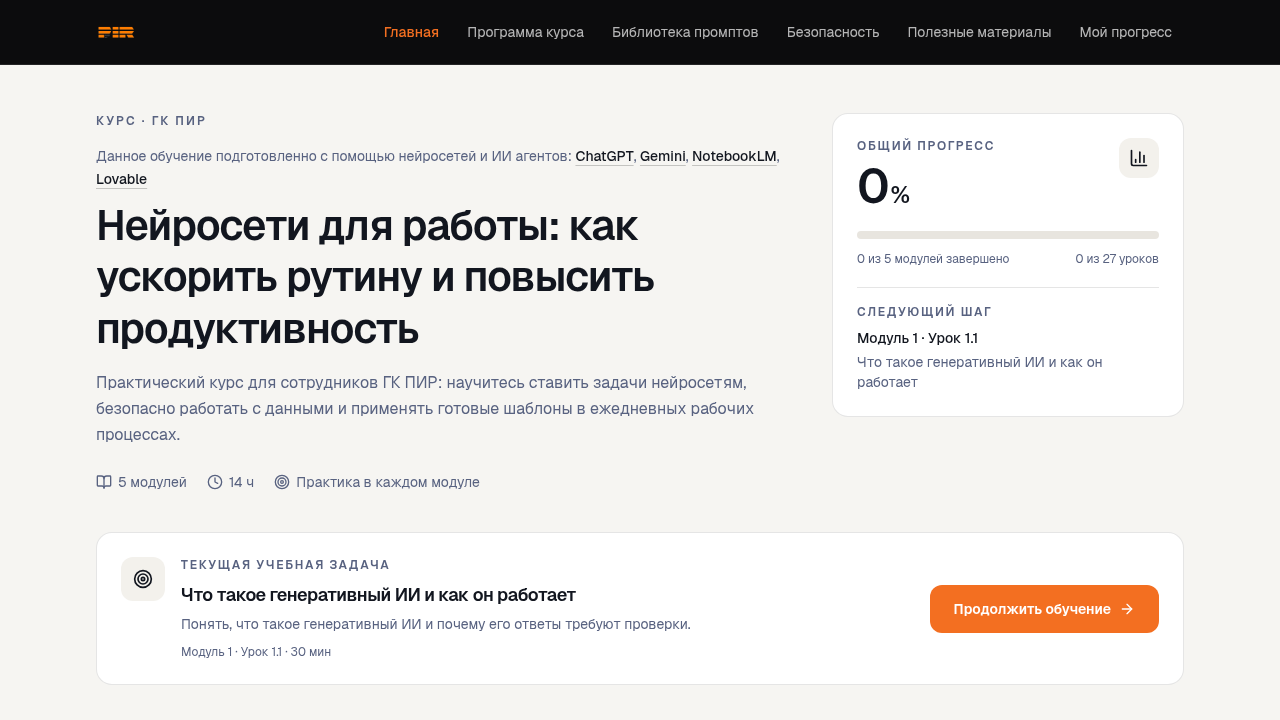 PIR
Главная
Программа курса
Библиотека промптов
Безопасность
Полезные материалы
Мой прогресс
КУРС · ГК ПИР
Данное обучение подготовленно с помощью нейросетей и ИИ агентов: ChatGPT, Gemini, NotebookLM,
Lovable
Нейросети для работы: как
ускорить рутину и повысить
продуктивность
Практический курс для сотрудников ГК ПИР: научитесь ставить задачи нейросетям,
безопасно работать с данными и применять готовые шаблоны в ежедневных рабочих
процессах.
5 модулей
14 ч
Практика в каждом модуле
ОБЩИЙ ПРОГРЕСС
0%
0 из 5 модулей завершено
0 из 27 уроков
СЛЕДУЮЩИЙ ШАГ
Модуль 1 · Урок 1.1
Что такое генеративный ИИ и как он
работает
ТЕКУЩАЯ УЧЕБНАЯ ЗАДАЧА
Что такое генеративный ИИ и как он работает
Понять, что такое генеративный ИИ и почему его ответы требуют проверки.
Модуль 1 · Урок 1.1 · 30 мин
Продолжить обучение